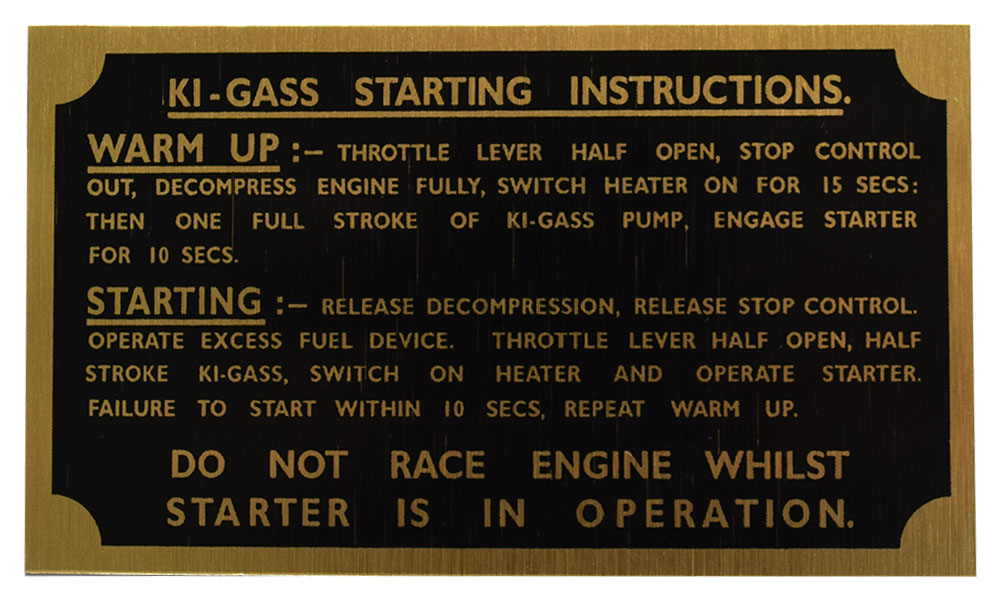 KI-GASS STARTING INSTRUCTIONS.
WARM UP :— THROTTLE LEVER HALF OPEN, STOP CONTROL
OUT, DECOMPRESS ENGINE FULLY, SWITCH HEATER ON FOR 15 SECS:
THEN ONE FULL STROKE OF KI-GASS PUMP, ENGAGE STARTER
FOR 10 SECS.
STARTING :— RELEASE DECOMPRESSION, RELEASE STOP CONTROL.
OPERATE EXCESS FUEL DEVICE. THROTTLE LEVER HALF OPEN, HALF
STROKE KI-GASS, SWITCH ON HEATER AND OPERATE STARTER.
FAILURE TO START WITHIN 10 SECS, REPEAT WARM UP.
DO NOT RACE ENGINE WHILST
STARTER IS IN OPERATION.